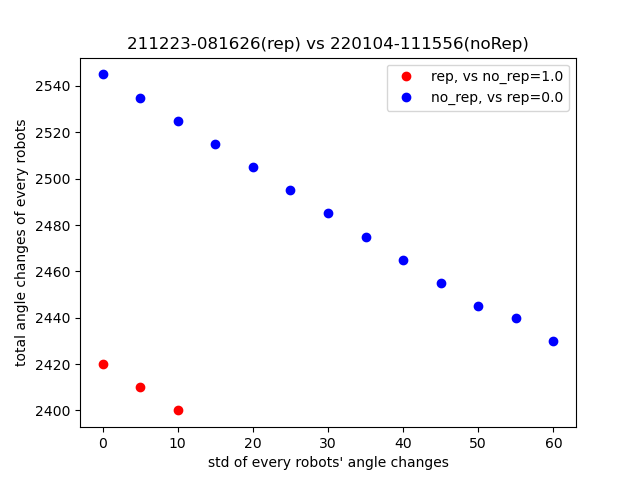 211223-081626(rep) vs 220104-111556(noRep)
rep, vs no_rep=1.0
no_rep, vs rep=0.0
total angle changes of every robots
2540
2520
2500
2480
2460
2440
2420
2400
0 10 20 30 40 50 60
std of every robots' angle changes